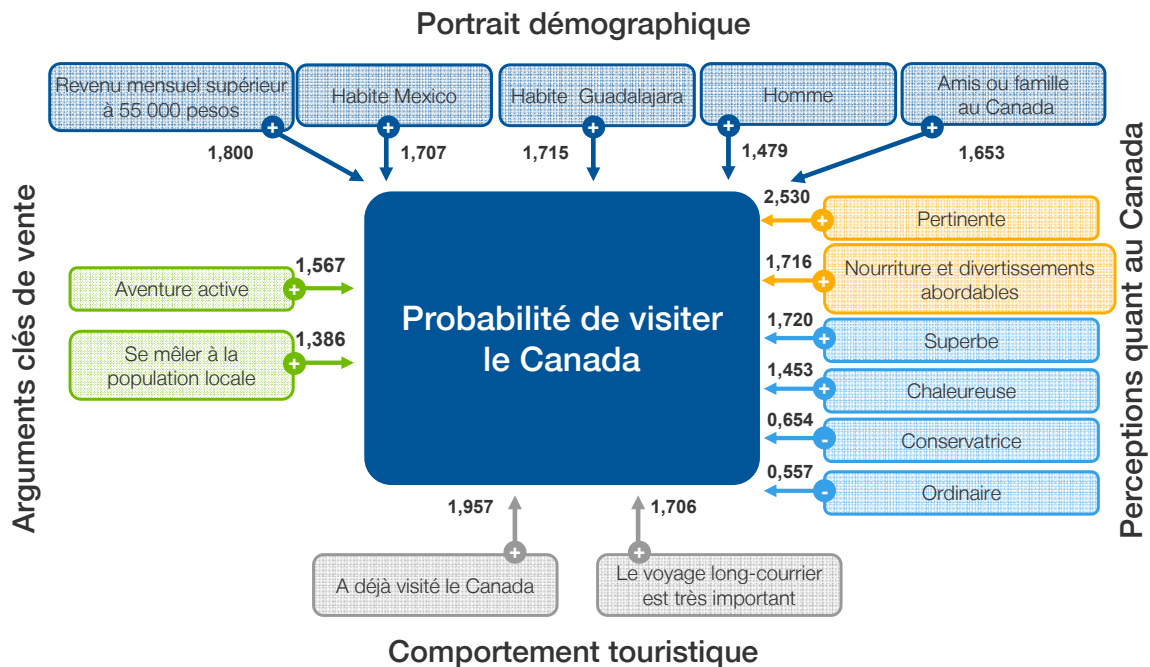 Portrait démographique
Revenu mensuel supérieur
à 55 000 pesos
+
1,800
Habite Mexico
+
1,707
Habite Guadalajara
+
1,715
Homme
+
1,479
Amis ou famille
au Canada
+
1,653
Arguments clés de vente
Aventure active
+
1,567
Se mêler à la
population locale
+
1,386
Probabilité de visiter
le Canada
Perceptions quant au Canada
2,530
+
Pertinente
1,716
+
Nourriture et divertissements
abordables
1,720
+
Superbe
1,453
+
Chaleureuse
0,654
-
Conservatrice
0,557
-
Ordinaire
1,957
+
A déjà visité le Canada
1,706
+
Le voyage long-courrier
est très important
Comportement touristique